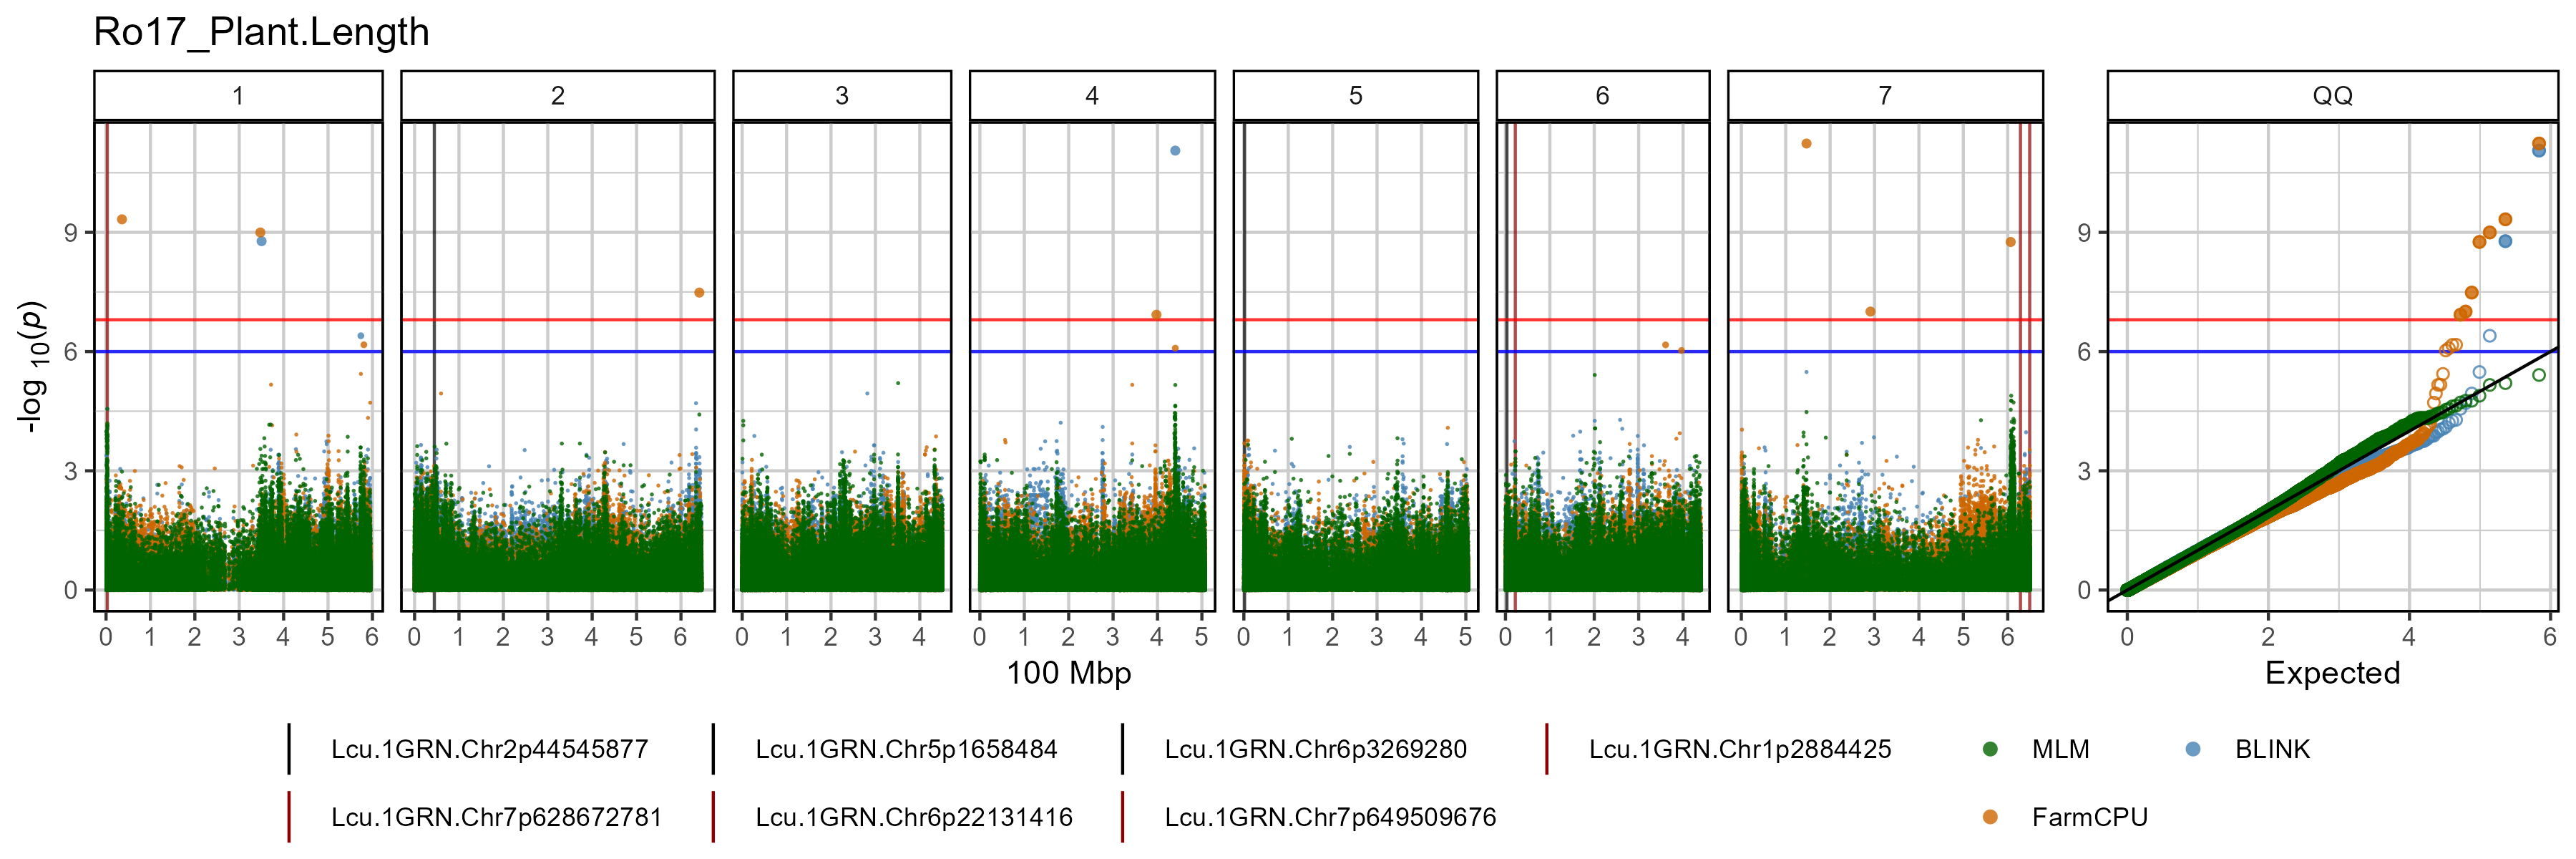 Ro17_Plant.Length
1 2 3 4 5 6 7 QQ
-log 10(p)
9 9
6 6
3 3
0 0
0 1 2 3 4 5 6 0 1 2 3 4 5 6 0 1 2 3 4 0 1 2 3 4 5 0 1 2 3 4 5 0 1 2 3 4 0 1 2 3 4 5 6 0 2 4 6
100 Mbp Expected
Lcu.1GRN.Chr2p44545877 Lcu.1GRN.Chr5p1658484 Lcu.1GRN.Chr6p3269280 Lcu.1GRN.Chr1p2884425 MLM BLINK
Lcu.1GRN.Chr7p628672781 Lcu.1GRN.Chr6p22131416 Lcu.1GRN.Chr7p649509676 FarmCPU